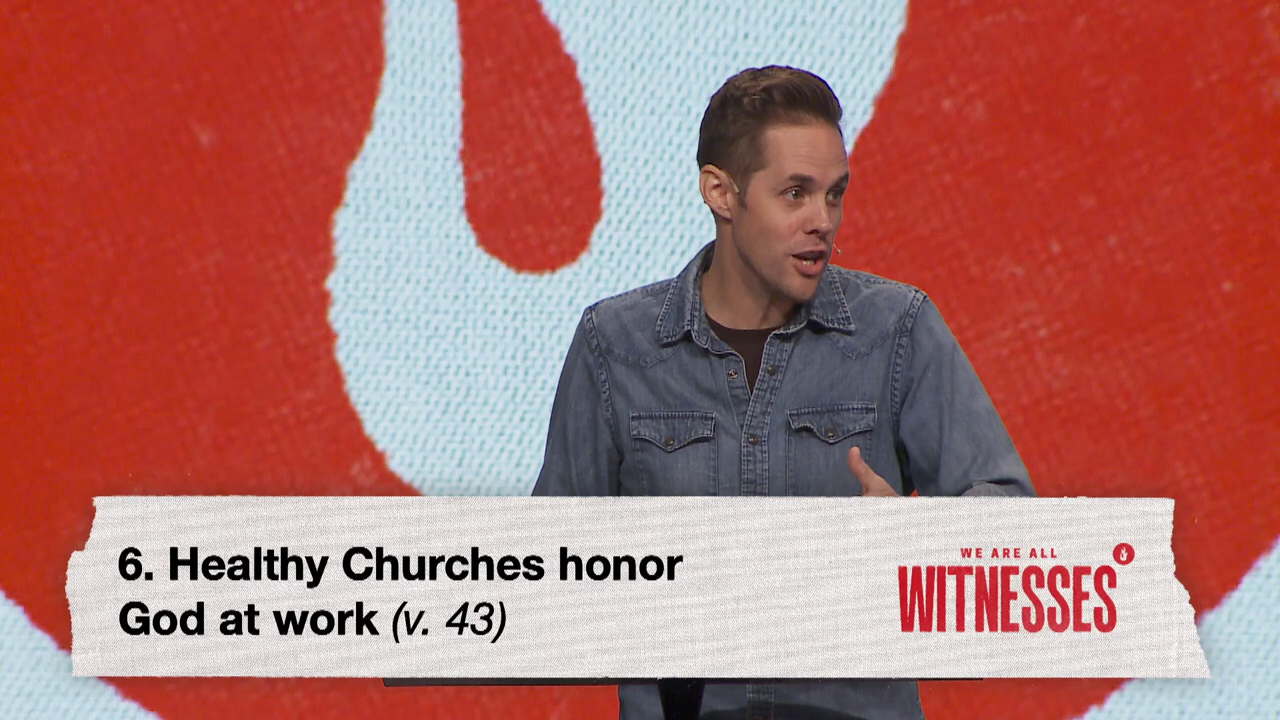 6. Healthy Churches honor
God at work (v. 43)
WE ARE ALL
WITNESSES